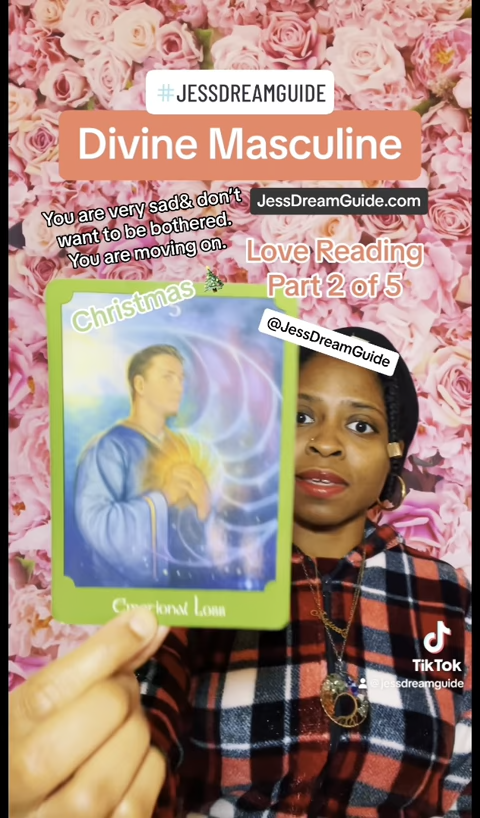 #JESSDREAMGUIDE
Divine Masculine
You are very sad& don't
want to be bothered.
You are moving on.
JessDreamGuide.com
Love Reading
Part 2 of 5
Christmas 🎄
@JessDreamGuide
5
Emotional Loss
TikTok
jessdreamguide